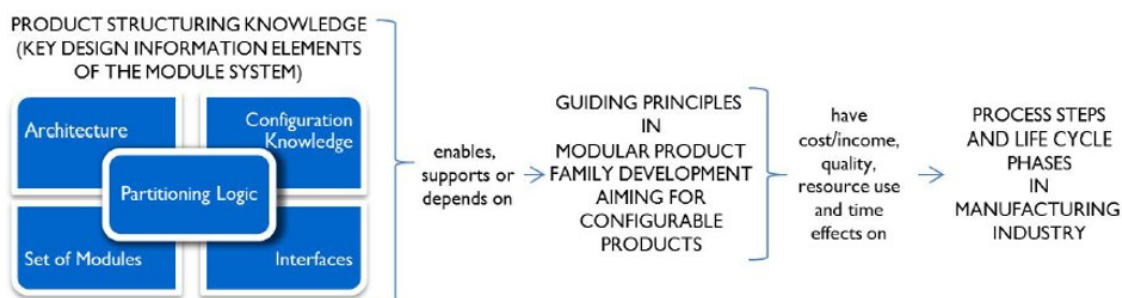 PRODUCT STRUCTURING KNOWLEDGE
(KEY DESIGN INFORMATION ELEMENTS
OF THE MODULE SYSTEM)
Architecture
Configuration
Knowledge
Partitioning Logic
Set of Modules
Interfaces
enables,
supports or
depends on
GUIDING PRINCIPLES
IN
MODULAR PRODUCT
FAMILY DEVELOPMENT
AIMING FOR
CONFIGURABLE
PRODUCTS
have
cost/income,
quality,
resource use
and time
effects on
PROCESS STEPS
AND LIFE CYCLE
PHASES
IN
MANUFACTURING
INDUSTRY